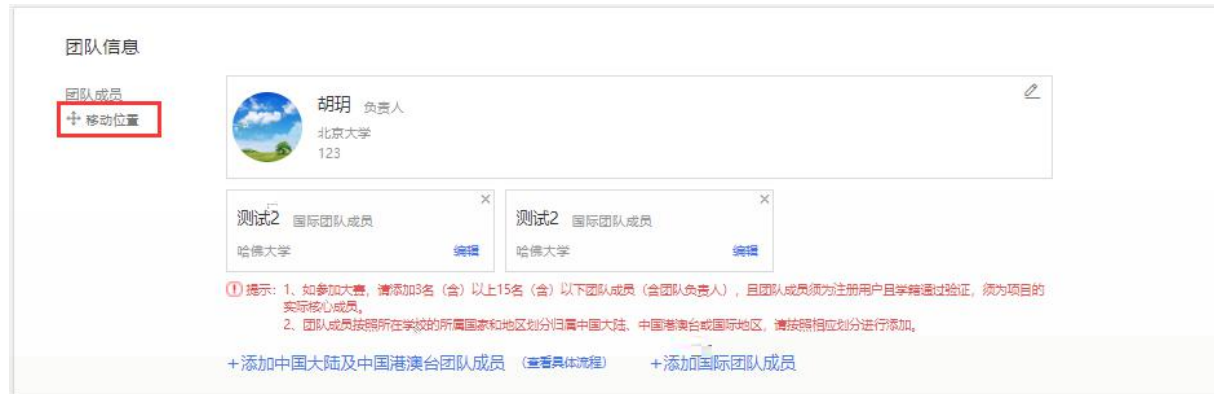 团队信息
团队成员
移动位置
胡玥 负责人
北京大学
123
测试2 国际团队成员
哈佛大学 编辑
测试2 国际团队成员
哈佛大学 编辑
提示：1、如参加大赛，请添加3名（含）以上15名（含）以下团队成员（含团队负责人），且团队成员须为注册用户且学籍通过验证，须为项目的
实际核心成员。
2、团队成员按照所在学校的所属国家和地区划分归属中国大陆、中国港澳台或国际地区，请按照相应划分进行添加。
+添加中国大陆及中国港澳台团队成员 （查看具体流程） +添加国际团队成员